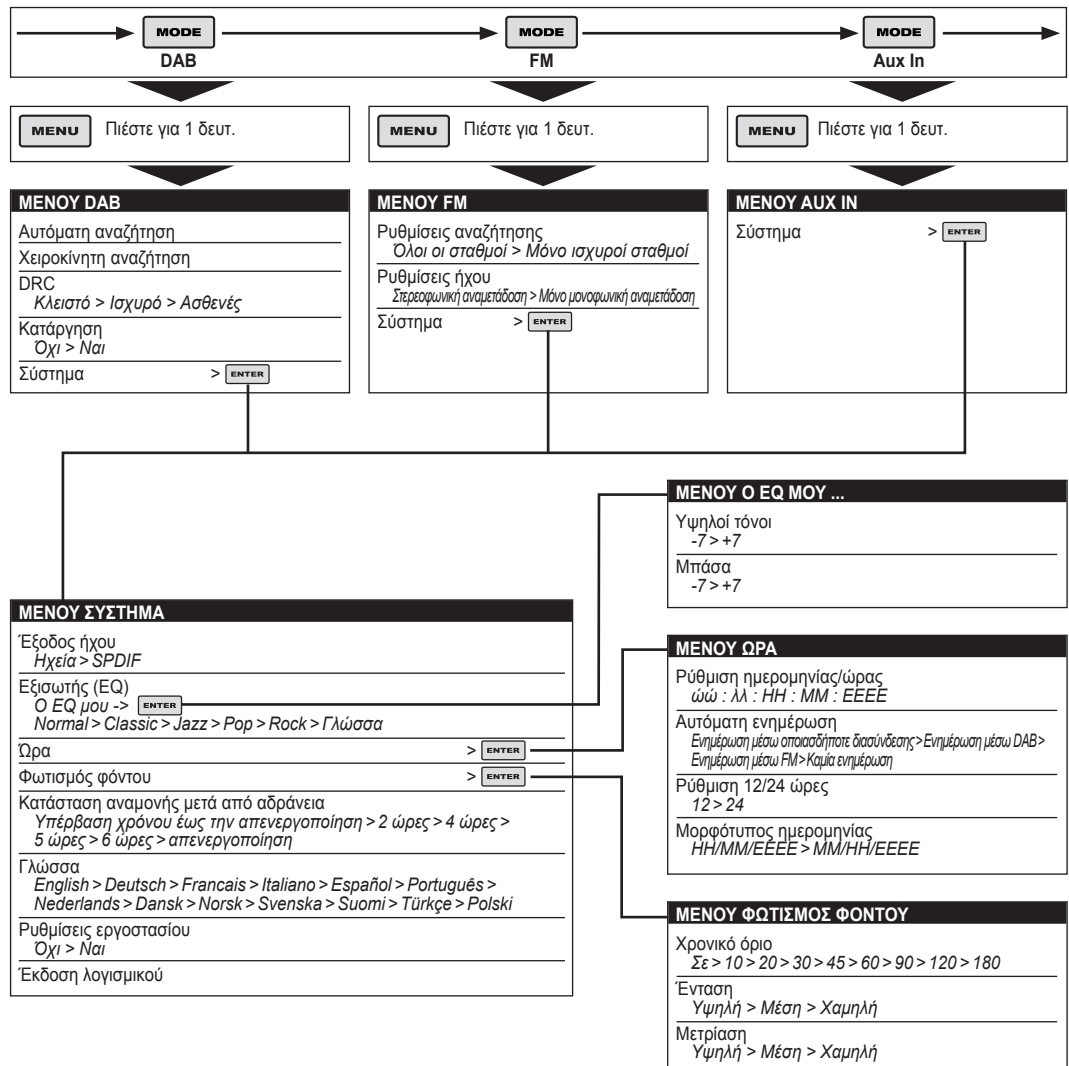 MODE MODE MODE
DAB FM Aux In
MENU Πιέστε για 1 δευτ.
MENU Πιέστε για 1 δευτ.
MENU Πιέστε για 1 δευτ.
ΜΕΝΟΥ DAB
Αυτόματη αναζήτηση
Χειροκίνητη αναζήτηση
DRC
Κλειστό > Ισχυρό > Ασθενές
Κατάργηση
Όχι > Ναι
Σύστημα > ENTER
ΜΕΝΟΥ FM
Ρυθμίσεις αναζήτησης
Όλοι οι σταθμοί > Μόνο ισχυροί σταθμοί
Ρυθμίσεις ήχου
Στερεοφωνική αναμετάδοση > Μόνο μονοφωνική αναμετάδοση
Σύστημα > ENTER
ΜΕΝΟΥ AUX IN
Σύστημα > ENTER
ΜΕΝΟΥ Ο EQ ΜΟΥ ...
Υψηλοί τόνοι
-7 > +7
Μπάσα
-7 > +7
ΜΕΝΟΥ ΣΥΣΤΗΜΑ
Έξοδος ήχου
Ηχεία > SPDIF
Εξισωτής (EQ)
Ο EQ μου -> ENTER
Normal > Classic > Jazz > Pop > Rock > Γλώσσα
Ώρα > ENTER
Φωτισμός φόντου > ENTER
Κατάσταση αναμονής μετά από αδράνεια
Υπέρβαση χρόνου έως την απενεργοποίηση > 2 ώρες > 4 ώρες >
5 ώρες > 6 ώρες > απενεργοποίηση
Γλώσσα
English > Deutsch > Francais > Italiano > Español > Português >
Nederlands > Dansk > Norsk > Svenska > Suomi > Türkçe > Polski
Ρυθμίσεις εργοστασίου
Όχι > Ναι
Έκδοση λογισμικού
ΜΕΝΟΥ ΩΡΑ
Ρύθμιση ημερομηνίας/ώρας
ώώ : λλ : ΗΗ : ΜΜ : ΕΕΕΕ
Αυτόματη ενημέρωση
Ενημέρωση μέσω οποιασδήποτε διασύνδεσης > Ενημέρωση μέσω DAB >
Ενημέρωση μέσω FM > Καμία ενημέρωση
Ρύθμιση 12/24 ώρες
12 > 24
Μορφότυπος ημερομηνίας
ΗΗ/ΜΜ/ΕΕΕΕ > ΜΜ/ΗΗ/ΕΕΕΕ
ΜΕΝΟΥ ΦΩΤΙΣΜΟΣ ΦΟΝΤΟΥ
Χρονικό όριο
Σε > 10 > 20 > 30 > 45 > 60 > 90 > 120 > 180
Ένταση
Υψηλή > Μέση > Χαμηλή
Μετρίαση
Υψηλή > Μέση > Χαμηλή